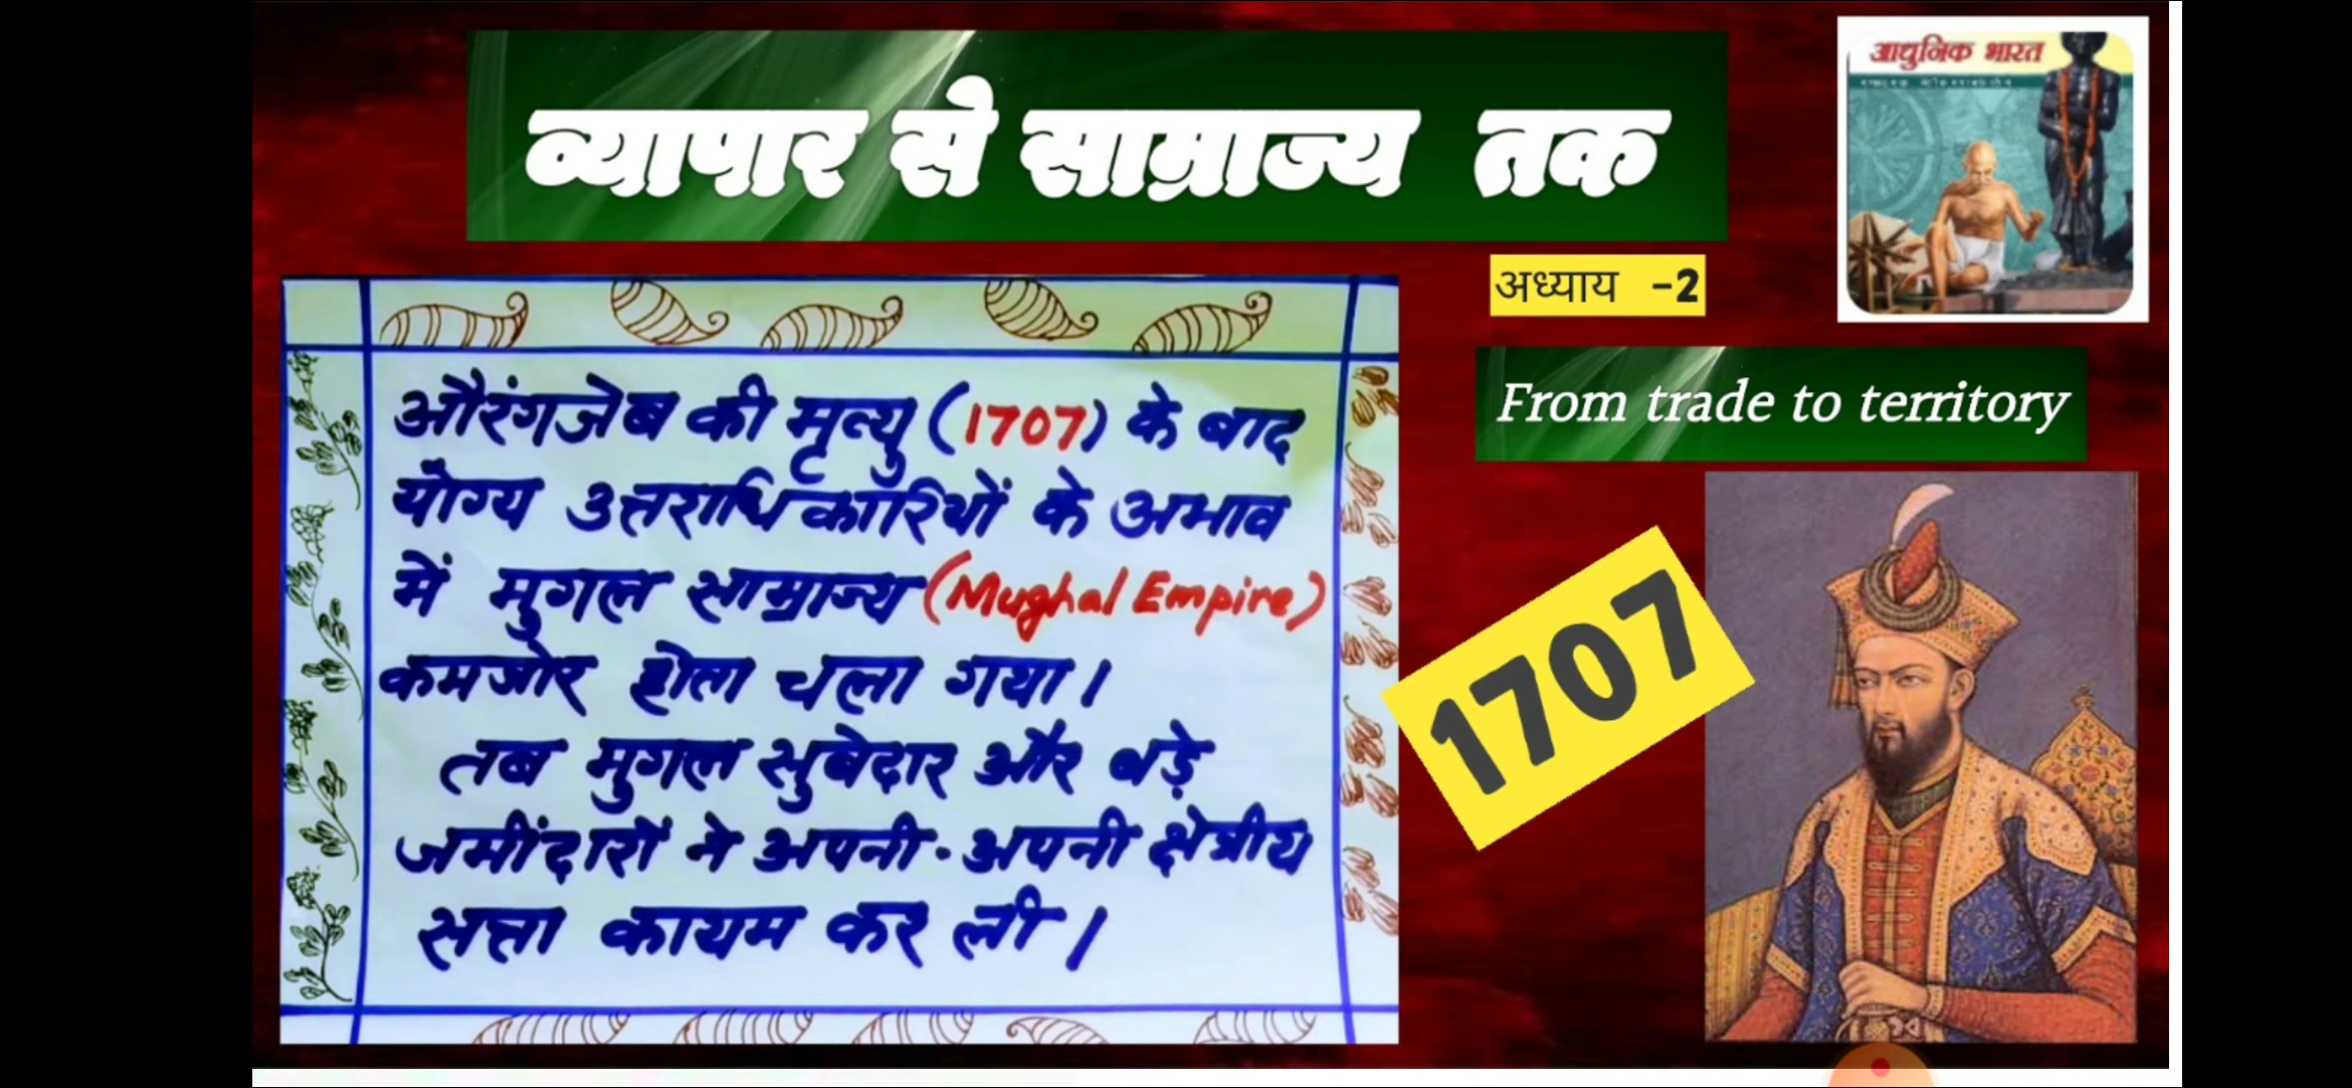 व्यापार से साम्राज्य तक
आधुनिक भारत
अध्याय -2
From trade to territory
औरंगजेब की मृत्यु (1707) के बाद
योग्य उत्तराधिकारियों के अभाव
में मुगल साम्राज्य (Mughal Empire)
कमजोर होता चला गया।
तब मुगल सुबेदार और बड़े
जमींदारों ने अपनी-अपनी क्षेत्रीय
सत्ता कायम कर ली।
1707